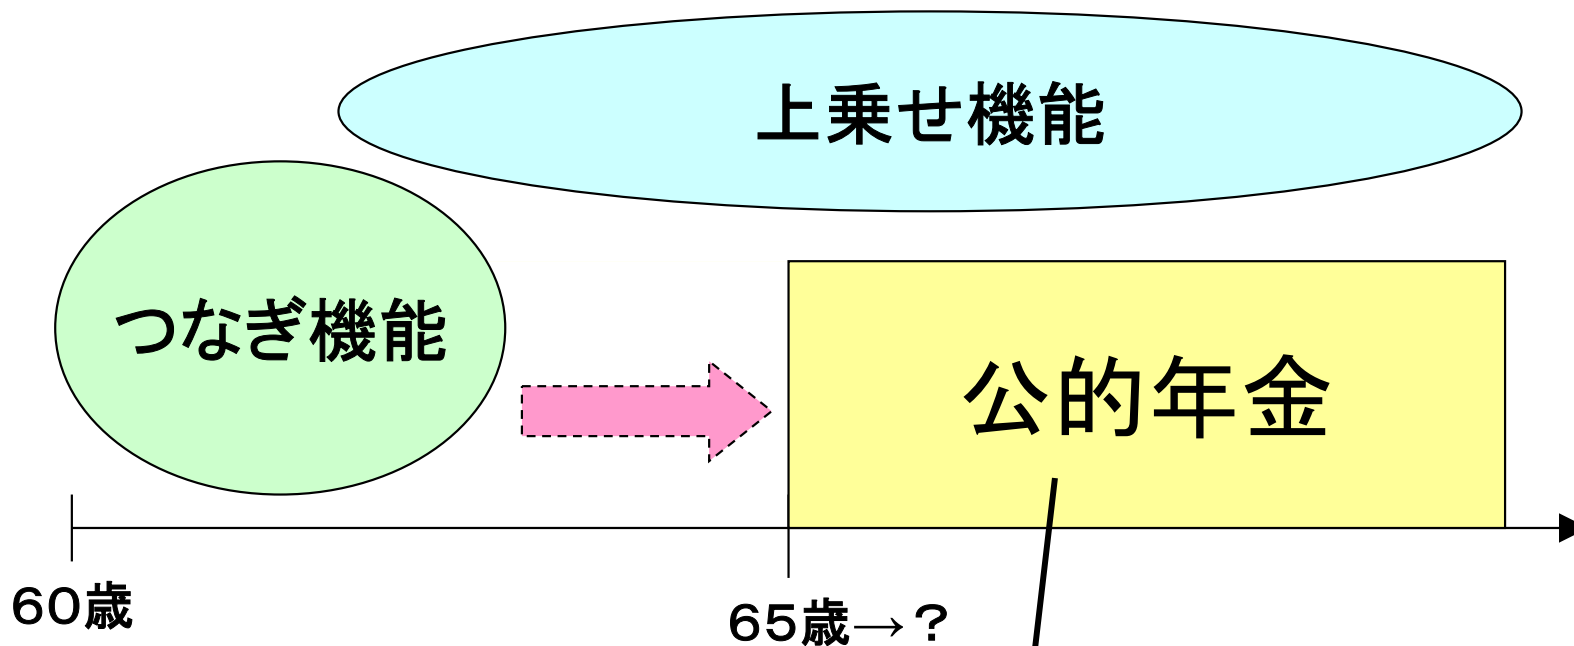 上乗せ機能
つなぎ機能
公的年金
60歳
65歳→？